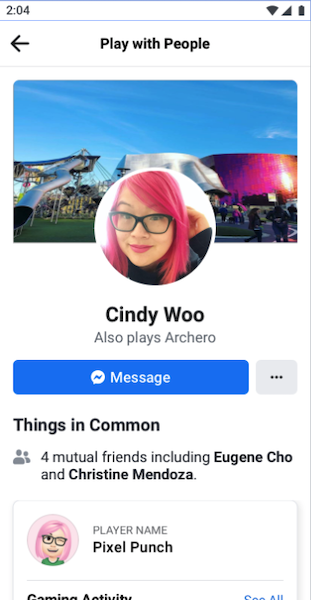 2:04
Play with People
Cindy Woo
Also plays Archero
Message
Things in Common
4 mutual friends including Eugene Cho
and Christine Mendoza.
PLAYER NAME
Pixel Punch
Gaming Activity
See All